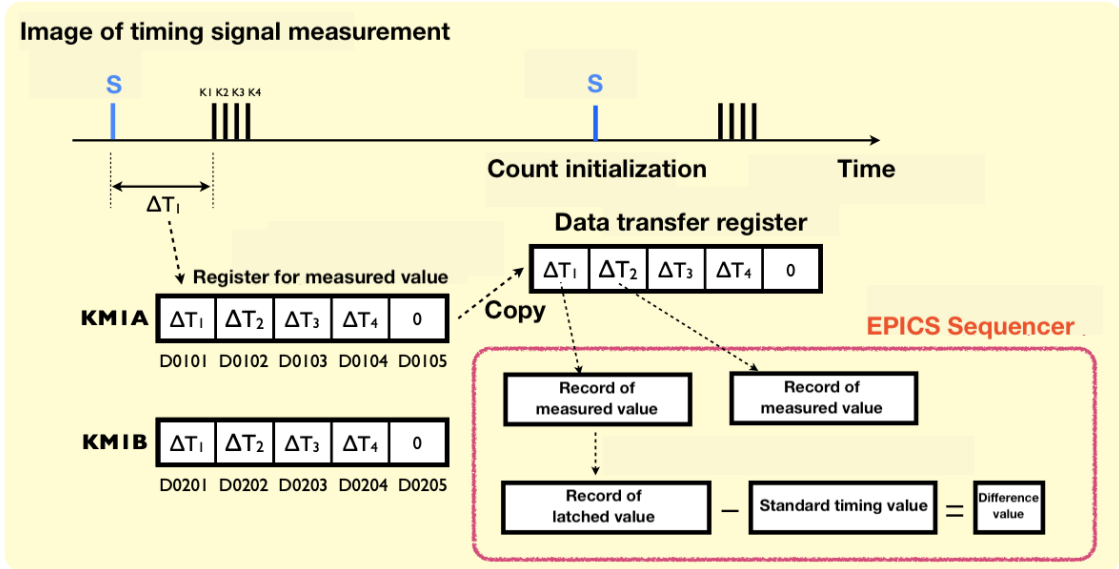 Image of timing signal measurement
S
S
K1 K2 K3 K4
Count initialization
Time
ΔT1
Data transfer register
ΔT1 ΔT2 ΔT3 ΔT4 0
Register for measured value
Copy
KM1A
ΔT1 ΔT2 ΔT3 ΔT4 0
D0101 D0102 D0103 D0104 D0105
EPICS Sequencer
Record of
measured value
Record of
measured value
KM1B
ΔT1 ΔT2 ΔT3 ΔT4 0
D0201 D0202 D0203 D0204 D0205
Record of
latched value
−
Standard timing value
=
Difference
value